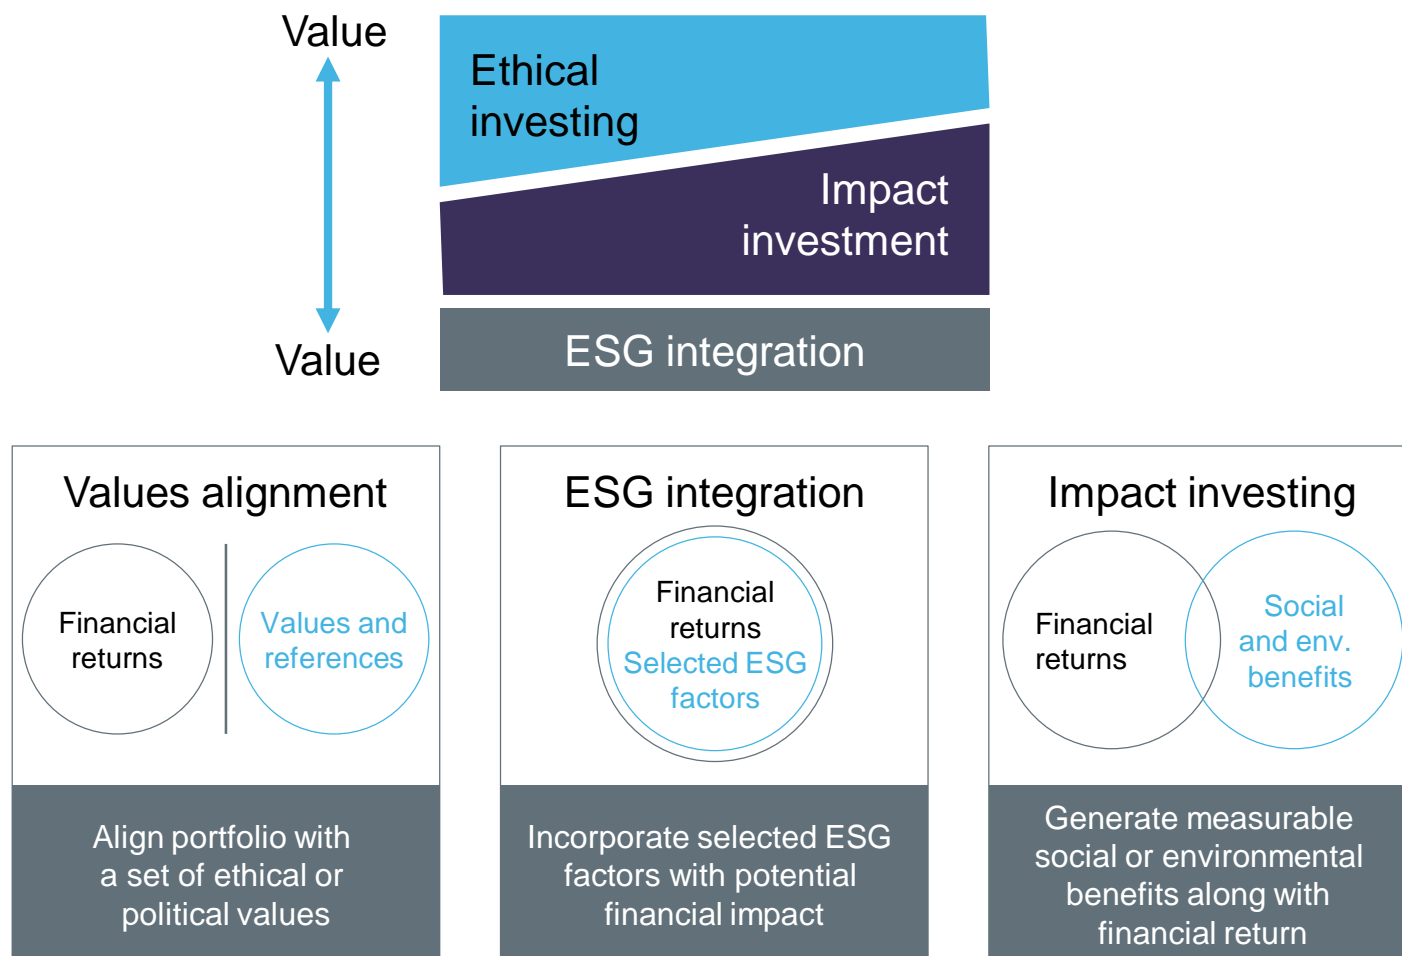 Value
Ethical
investing
Impact
investment
Value
ESG integration
Values alignment
Financial
returns
Values and
references
Align portfolio with
a set of ethical or
political values
ESG integration
Financial
returns
Selected ESG
factors
Incorporate selected ESG
factors with potential
financial impact
Impact investing
Financial
returns
Social
and env.
benefits
Generate measurable
social or environmental
benefits along with
financial return